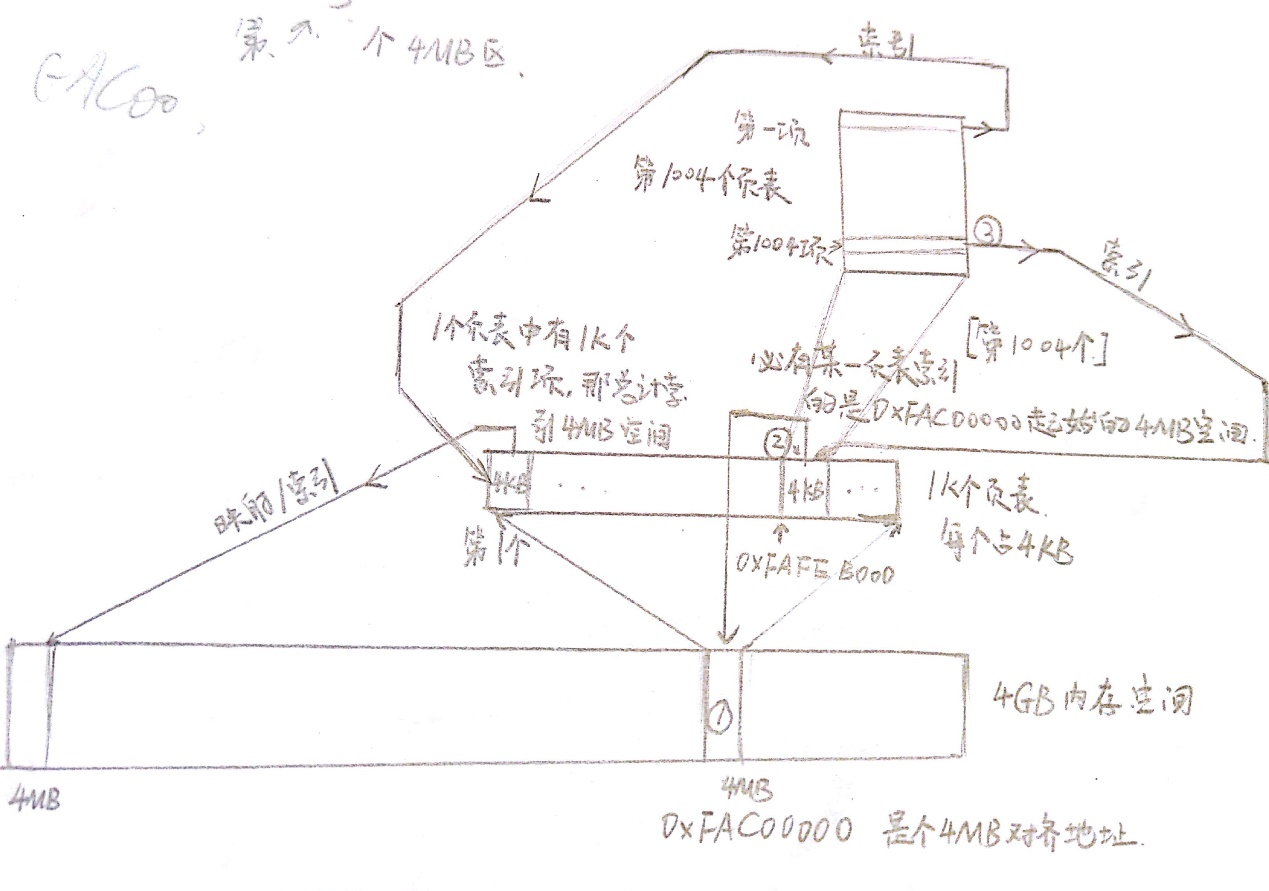 第 个4MB区.
FAC00,
索引
第一项
第1004个页表
第1004项
③
索引
1个页表中有1K个
索引项,那总计索
引4MB空间
必有某一页表索引
的是0xFAC00000起始的4MB空间.
[第1004个]
②
4KB
...
4KB
...
1K个页表.
每个占4KB
映射/索引
第1个
0XFAFEB000
①
4GB内存空间
4MB
4MB
0xFAC00000 是个4MB对齐地址.